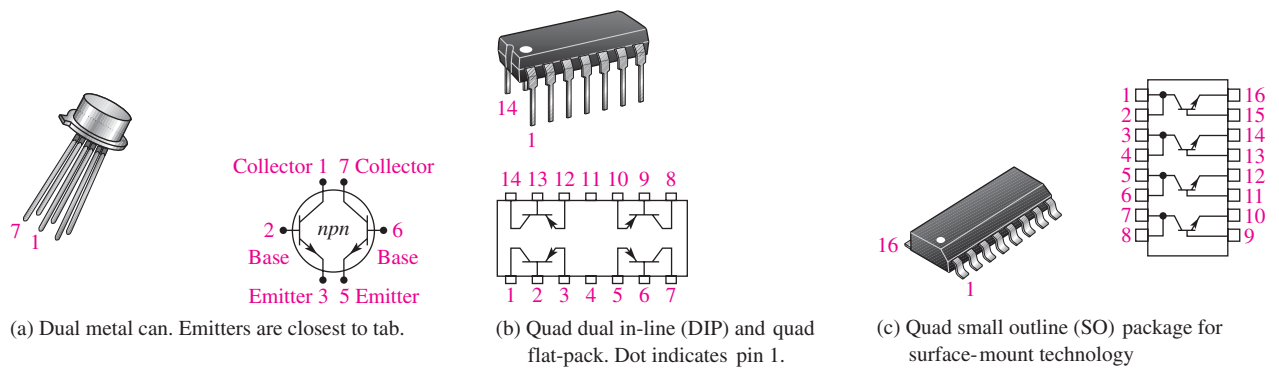 7
1
Collector 1 7 Collector
2
npn
6
Base
Base
Emitter 3 5 Emitter
(a) Dual metal can. Emitters are closest to tab.
14
1
14 13 12 11 10 9 8
1 2 3 4 5 6 7
(b) Quad dual in-line (DIP) and quad
flat-pack. Dot indicates pin 1.
16
1
1 16
2 15
3 14
4 13
5 12
6 11
7 10
8 9
(c) Quad small outline (SO) package for
surface-mount technology